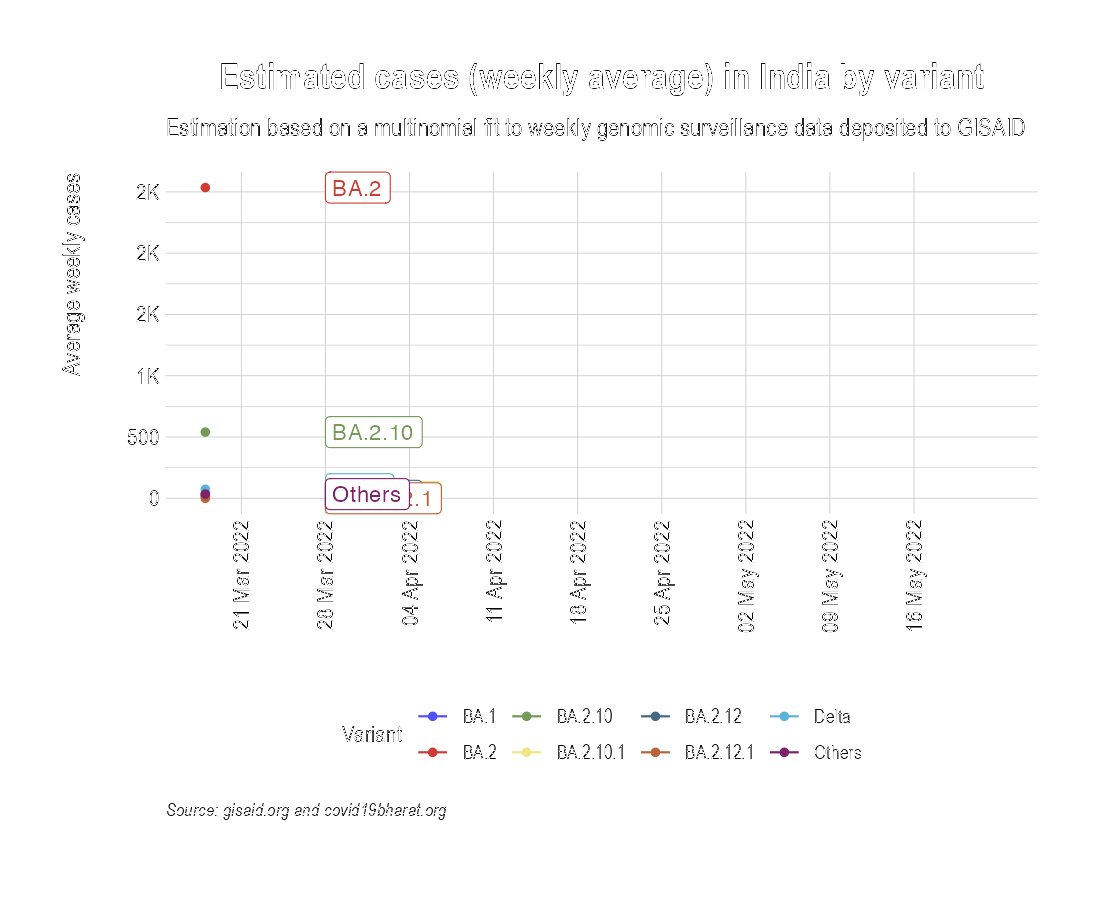 Estimated cases (weekly average) in India by variant
Estimation based on a multinomial fit to weekly genomic surveillance data deposited to GISAID
Average weekly cases
2K
2K
2K
1K
500
0
BA.2
BA.2.10
Others
2.1
21 Mar 2022
28 Mar 2022
04 Apr 2022
11 Apr 2022
18 Apr 2022
25 Apr 2022
02 May 2022
09 May 2022
16 May 2022
Variant
BA.1
BA.2.10
BA.2.12
Delta
BA.2
BA.2.10.1
BA.2.12.1
Others
Source: gisaid.org and covid19bharat.org